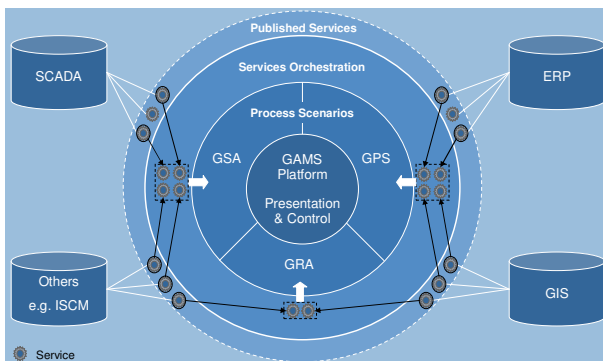 Published Services
SCADA
ERP
Services Orchestration
Process Scenarios
GSA
GAMS
Platform
GPS
Presentation
& Control
GRA
Others
e.g. ISCM
GIS
Service